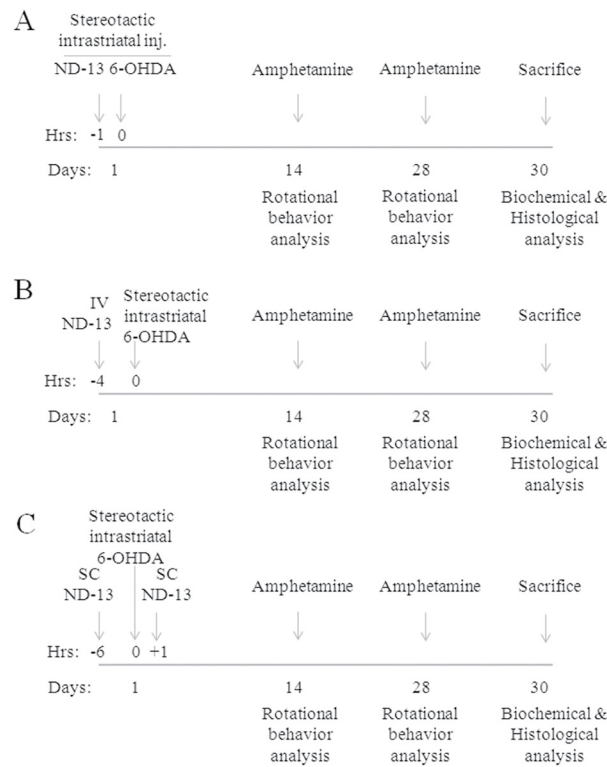 A
Stereotactic
intrastriatal inj.
ND-13 6-OHDA
Amphetamine
Amphetamine
Sacrifice
Hrs: -1 0
Days: 1 14 28 30
Rotational
behavior
analysis
Rotational
behavior
analysis
Biochemical &
Histological
analysis
B
IV
ND-13
Stereotactic
intrastriatal
6-OHDA
Amphetamine
Amphetamine
Sacrifice
Hrs: -4 0
Days: 1 14 28 30
Rotational
behavior
analysis
Rotational
behavior
analysis
Biochemical &
Histological
analysis
C
Stereotactic
intrastriatal
6-OHDA
SC
ND-13
SC
ND-13
Amphetamine
Amphetamine
Sacrifice
Hrs: -6 0 +1
Days: 1 14 28 30
Rotational
behavior
analysis
Rotational
behavior
analysis
Biochemical &
Histological
analysis